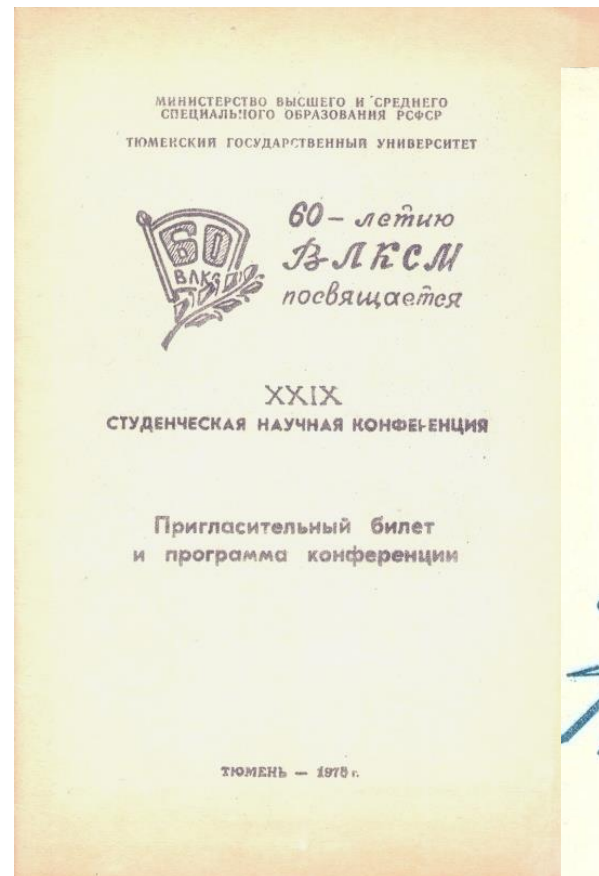 МИНИСТЕРСТВО ВЫСШЕГО И СРЕДНЕГО
СПЕЦИАЛЬНОГО ОБРАЗОВАНИЯ РСФСР
ТЮМЕНСКИЙ ГОСУДАРСТВЕННЫЙ УНИВЕРСИТЕТ
60
ВЛКС
60 – летию
ВЛКСМ
посвящается
XXIX
СТУДЕНЧЕСКАЯ НАУЧНАЯ КОНФЕРЕНЦИЯ
Пригласительный билет
и программа конференции
ТЮМЕНЬ — 1978 г.